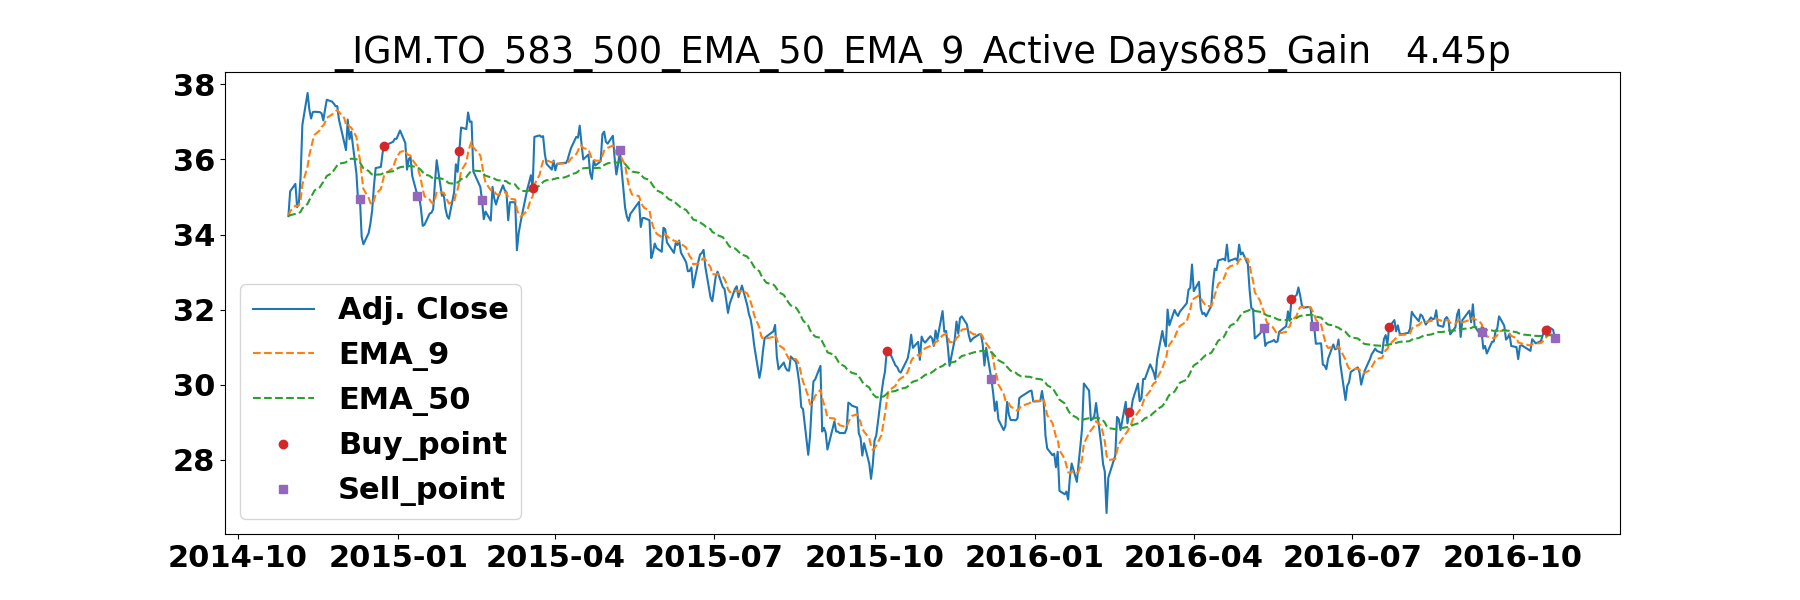 _IGM.TO_583_500_EMA_50_EMA_9_Active Days685_Gain   4.45p
38
36
34
32
30
28
Adj. Close
EMA_9
EMA_50
Buy_point
Sell_point
2014-10 2015-01 2015-04 2015-07 2015-10 2016-01 2016-04 2016-07 2016-10